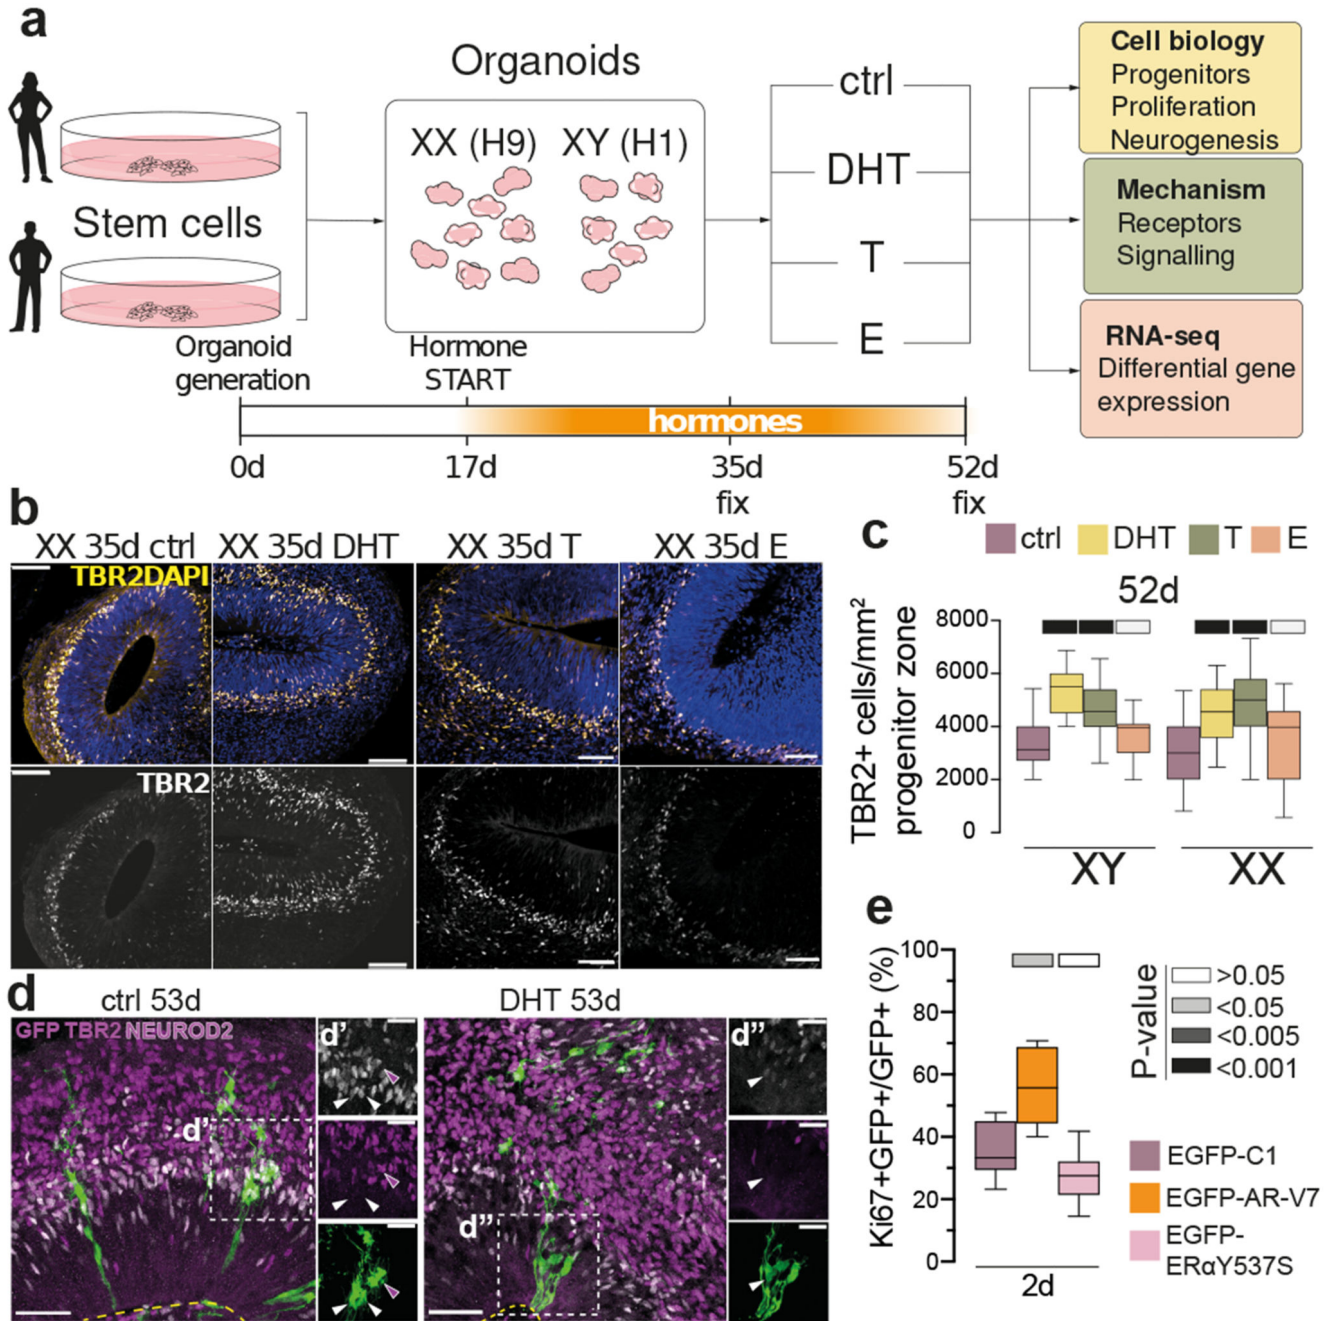 a
Organoids
XX (H9) XY (H1)
Stem cells
Organoid
generation
Hormone
START
ctrl
DHT
T
E
Cell biology
Progenitors
Proliferation
Neurogenesis
Mechanism
Receptors
Signalling
RNA-seq
Differential gene
expression
hormones
0d 17d 35d 52d
fix fix
b
XX 35d ctrl XX 35d DHT XX 35d T XX 35d E
TBR2DAPI
TBR2
c
ctrl DHT T E
52d
TBR2+ cells/mm²
progenitor zone
8000
6000
4000
2000
0
XY XX
d
ctrl 53d DHT 53d
GFP TBR2 NEUROD2
d'
d'
d"
d"
e
Ki67+GFP+/GFP+ (%)
100
80
60
40
20
0
2d
P-value
>0.05
<0.05
<0.005
<0.001
EGFP-C1
EGFP-AR-V7
EGFP-
ERαY537S